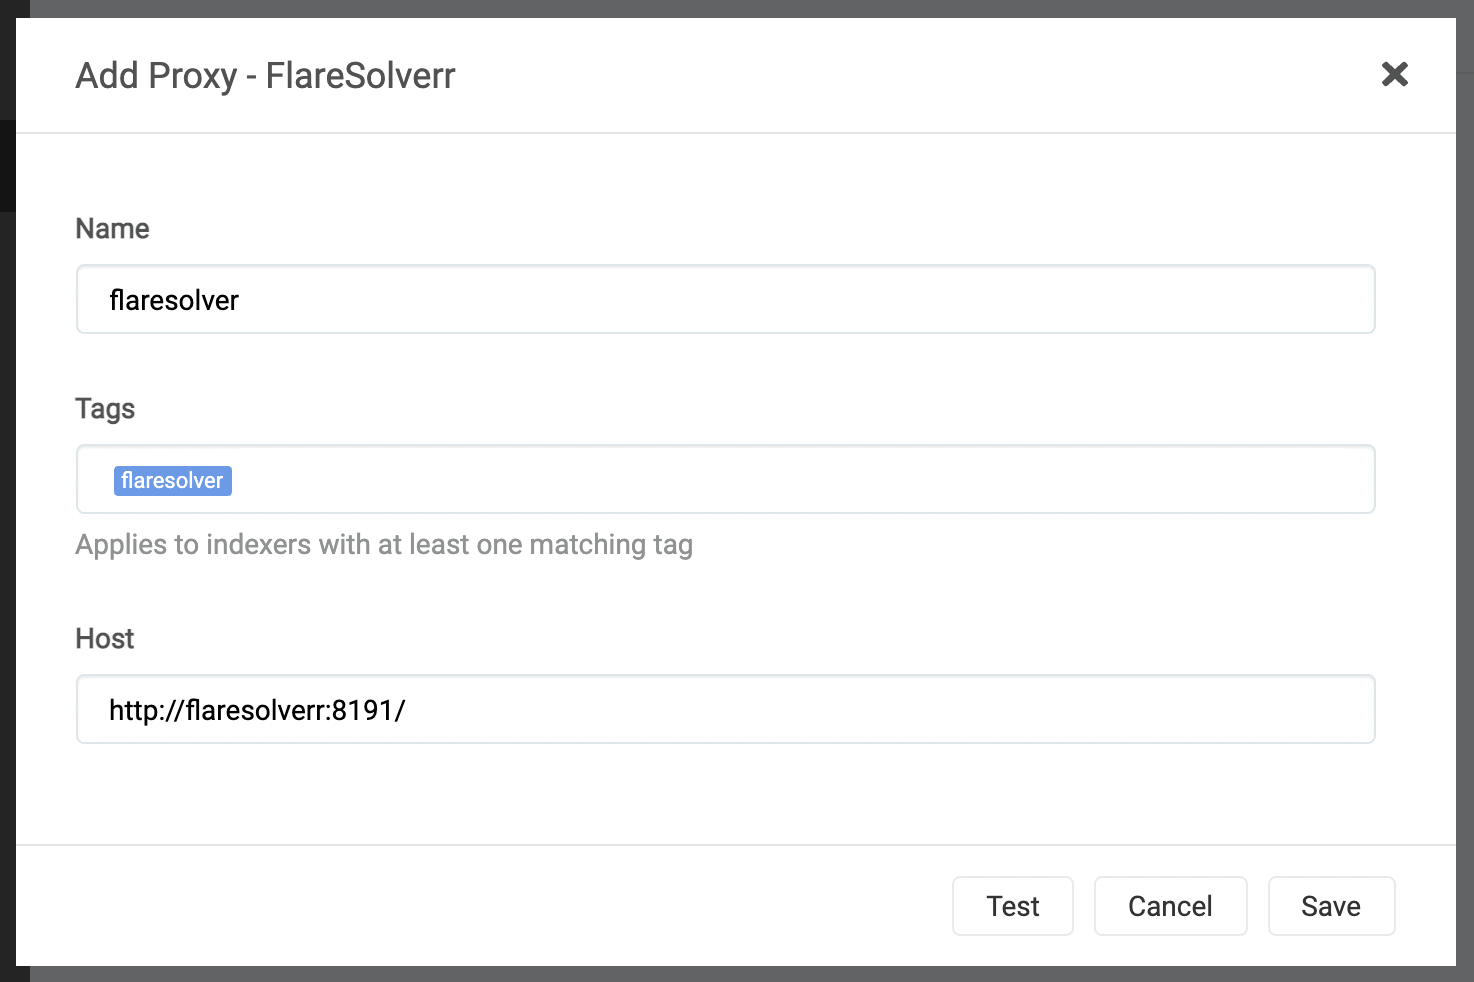 Add Proxy - FlareSolverr
Name
flaresolver
Tags
flaresolver
Applies to indexers with at least one matching tag
Host
http://flaresolverr:8191/
Test Cancel Save